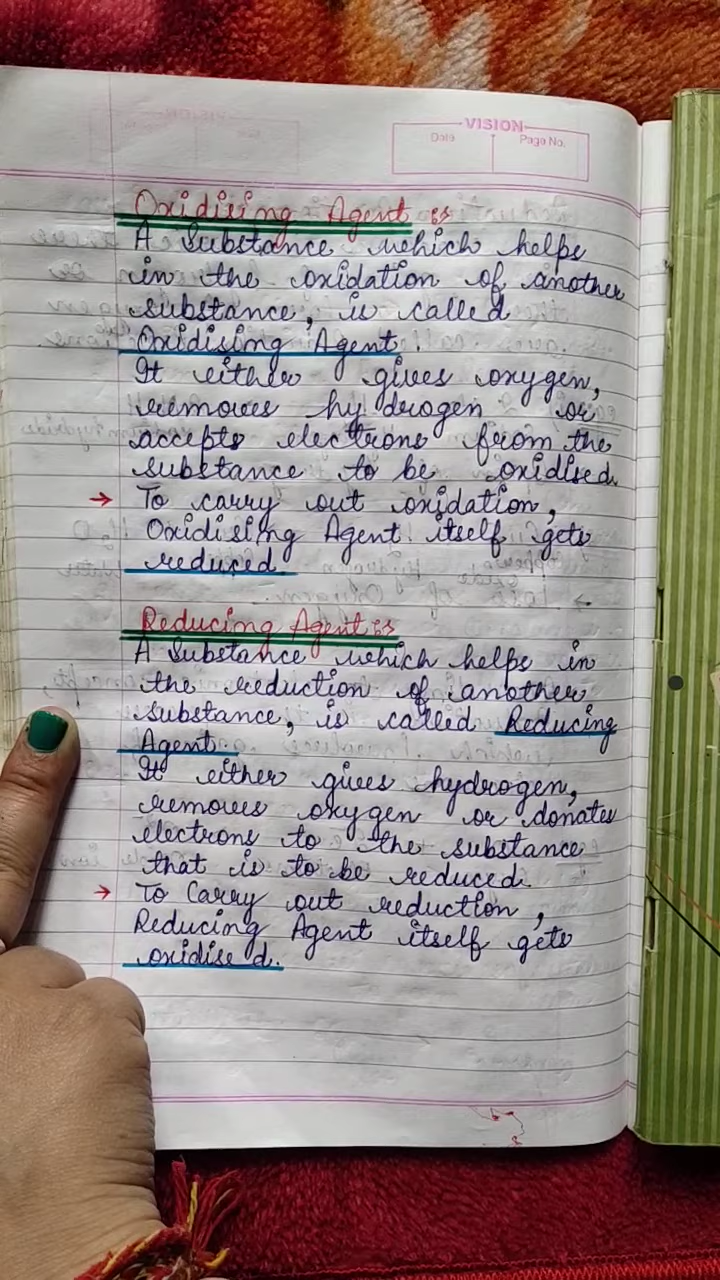 VISION
Date Page No.
Oxidising Agent :-
A Substance which helps
in the oxidation of another
substance, is called
Oxidising Agent.
It either gives oxygen,
removes hydrogen or
accepts electrons from the
substance to be oxidised.
→ To carry out oxidation,
Oxidising Agent itself gets
reduced
Reducing Agent :-
A Substance which helps in
the reduction of another
substance, is called Reducing
Agent
It either gives hydrogen,
removes oxygen or donates
electrons to the substance
that is to be reduced.
→ To Carry out reduction,
Reducing Agent itself gets
oxidised.